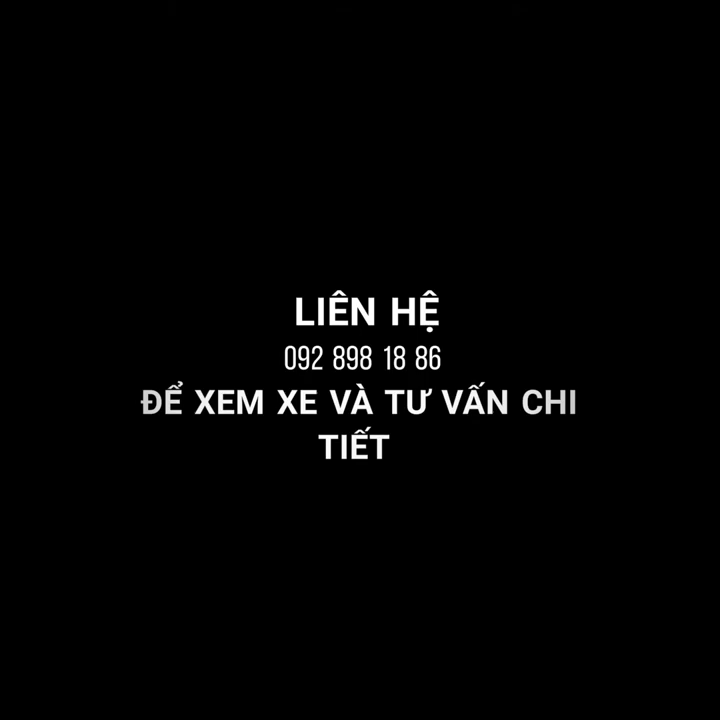 LIÊN HỆ
092 898 18 86
ĐỂ XEM XE VÀ TƯ VẤN CHI
TIẾT